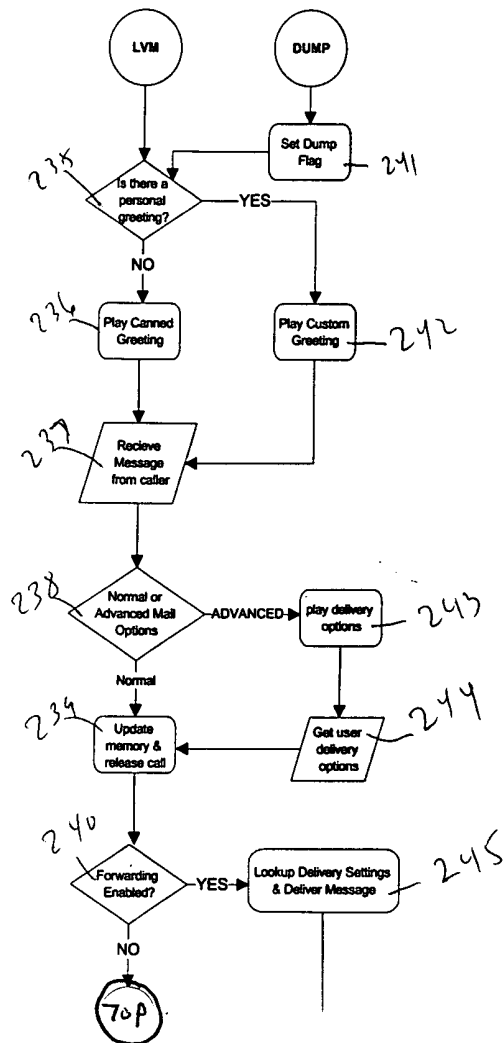 LVM
DUMP
Set Dump
Flag
241
235
Is there a
personal
greeting?
YES
NO
236
Play Canned
Greeting
Play Custom
Greeting
242
237
Recieve
Message
from caller
238
Normal or
Advanced Mail
Options
ADVANCED
play delivery
options
243
Normal
239
Update
memory &
release call
Get user
delivery
options
244
240
Forwarding
Enabled?
YES
Lookup Delivery Settings
& Deliver Message
245
NO
TOP